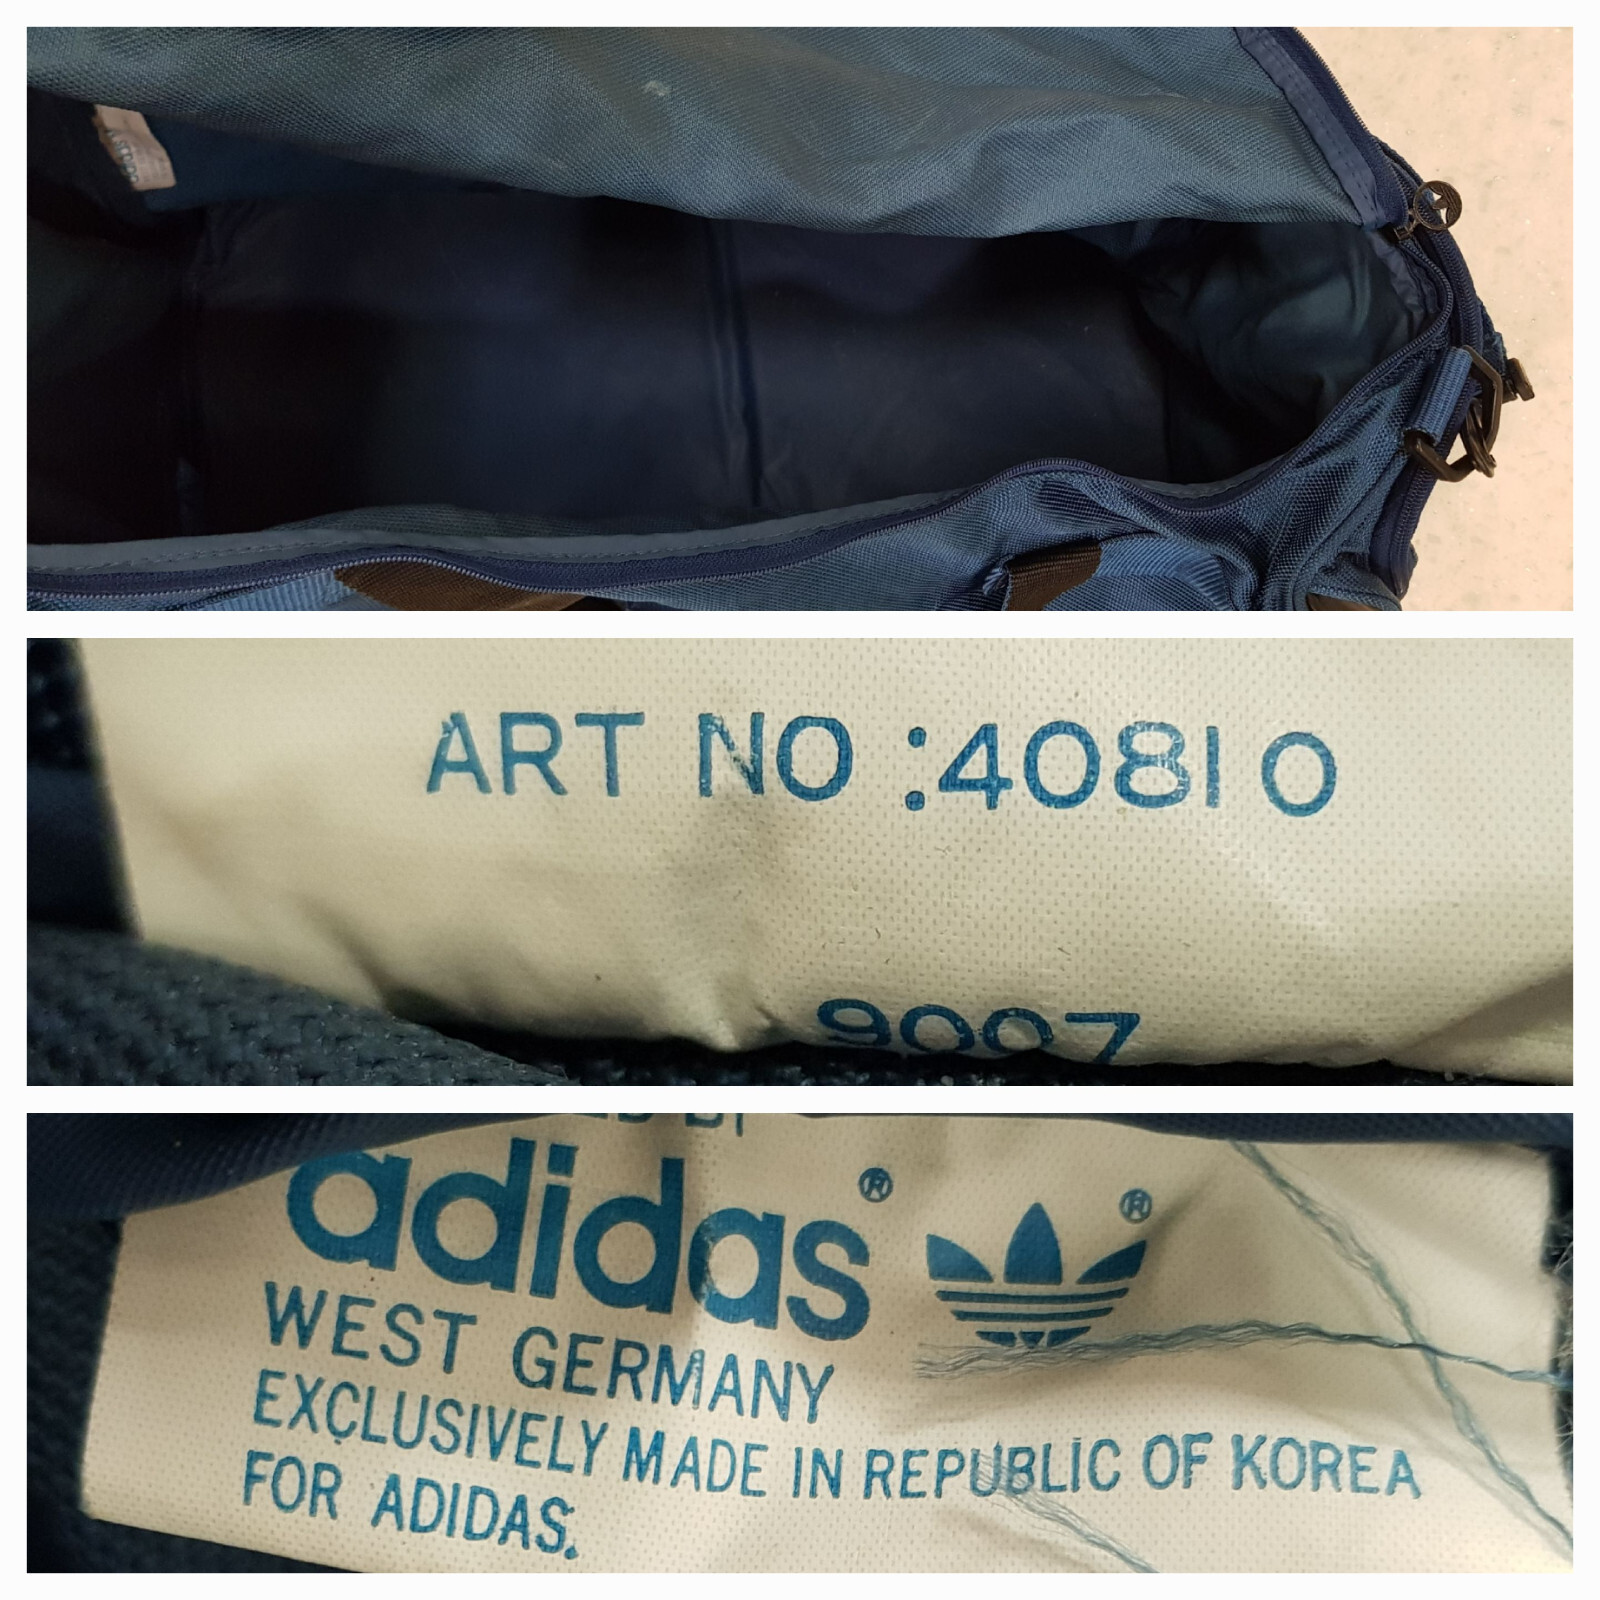 ART NO :40810
9007
adidas®
®
WEST GERMANY
EXCLUSIVELY MADE IN REPUBLIC OF KOREA
FOR ADIDAS.